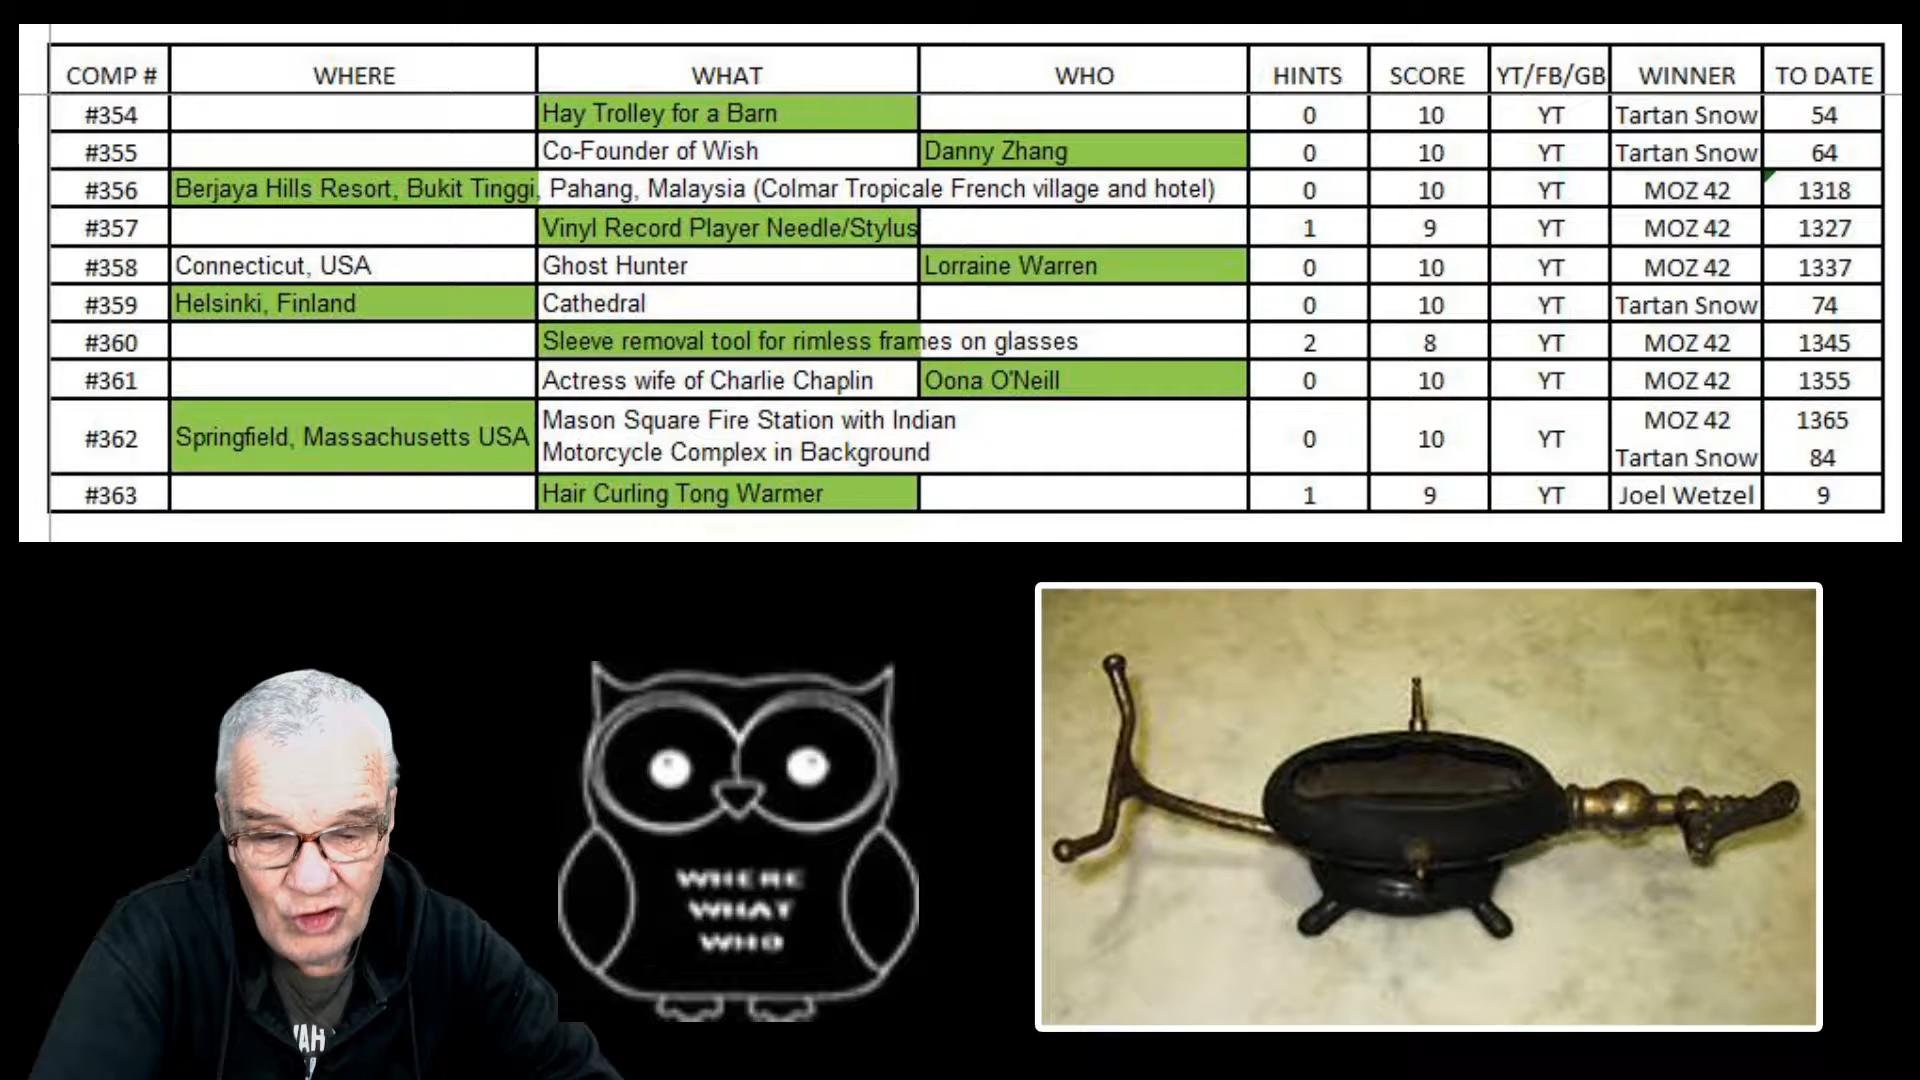 COMP # WHERE WHAT WHO HINTS SCORE YT/FB/GB WINNER TO DATE
#354 Hay Trolley for a Barn 0 10 YT Tartan Snow 54
#355 Co-Founder of Wish Danny Zhang 0 10 YT Tartan Snow 64
#356 Berjaya Hills Resort, Bukit Tinggi, Pahang, Malaysia (Colmar Tropicale French village and hotel) 0 10 YT MOZ 42 1318
#357 Vinyl Record Player Needle/Stylus 1 9 YT MOZ 42 1327
#358 Connecticut, USA Ghost Hunter Lorraine Warren 0 10 YT MOZ 42 1337
#359 Helsinki, Finland Cathedral 0 10 YT Tartan Snow 74
#360 Sleeve removal tool for rimless frames on glasses 2 8 YT MOZ 42 1345
#361 Actress wife of Charlie Chaplin Oona O'Neill 0 10 YT MOZ 42 1355
#362 Springfield, Massachusetts USA Mason Square Fire Station with Indian 0 10 YT MOZ 42 1365
Motorcycle Complex in Background Tartan Snow 84
#363 Hair Curling Tong Warmer 1 9 YT Joel Wetzel 9
WHERE
WHAT
WHO